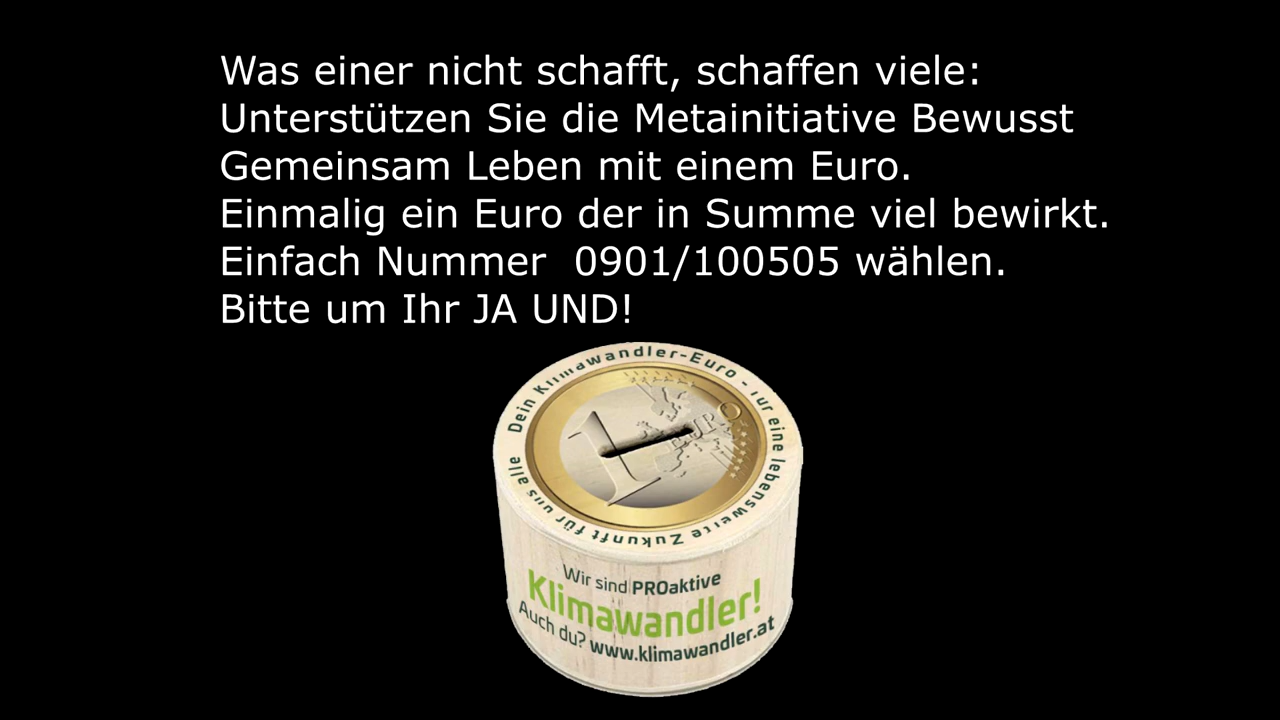 Was einer nicht schafft, schaffen viele:
Unterstützen Sie die Metainitiative Bewusst
Gemeinsam Leben mit einem Euro.
Einmalig ein Euro der in Summe viel bewirkt.
Einfach Nummer  0901/100505 wählen.
Bitte um Ihr JA UND!
Dein Klimawandler-Euro - für eine lebenswerte Zukunft für uns alle
1 EURO
Wir sind PROaktive
Klimawandler!
Auch du? www.klimawandler.at